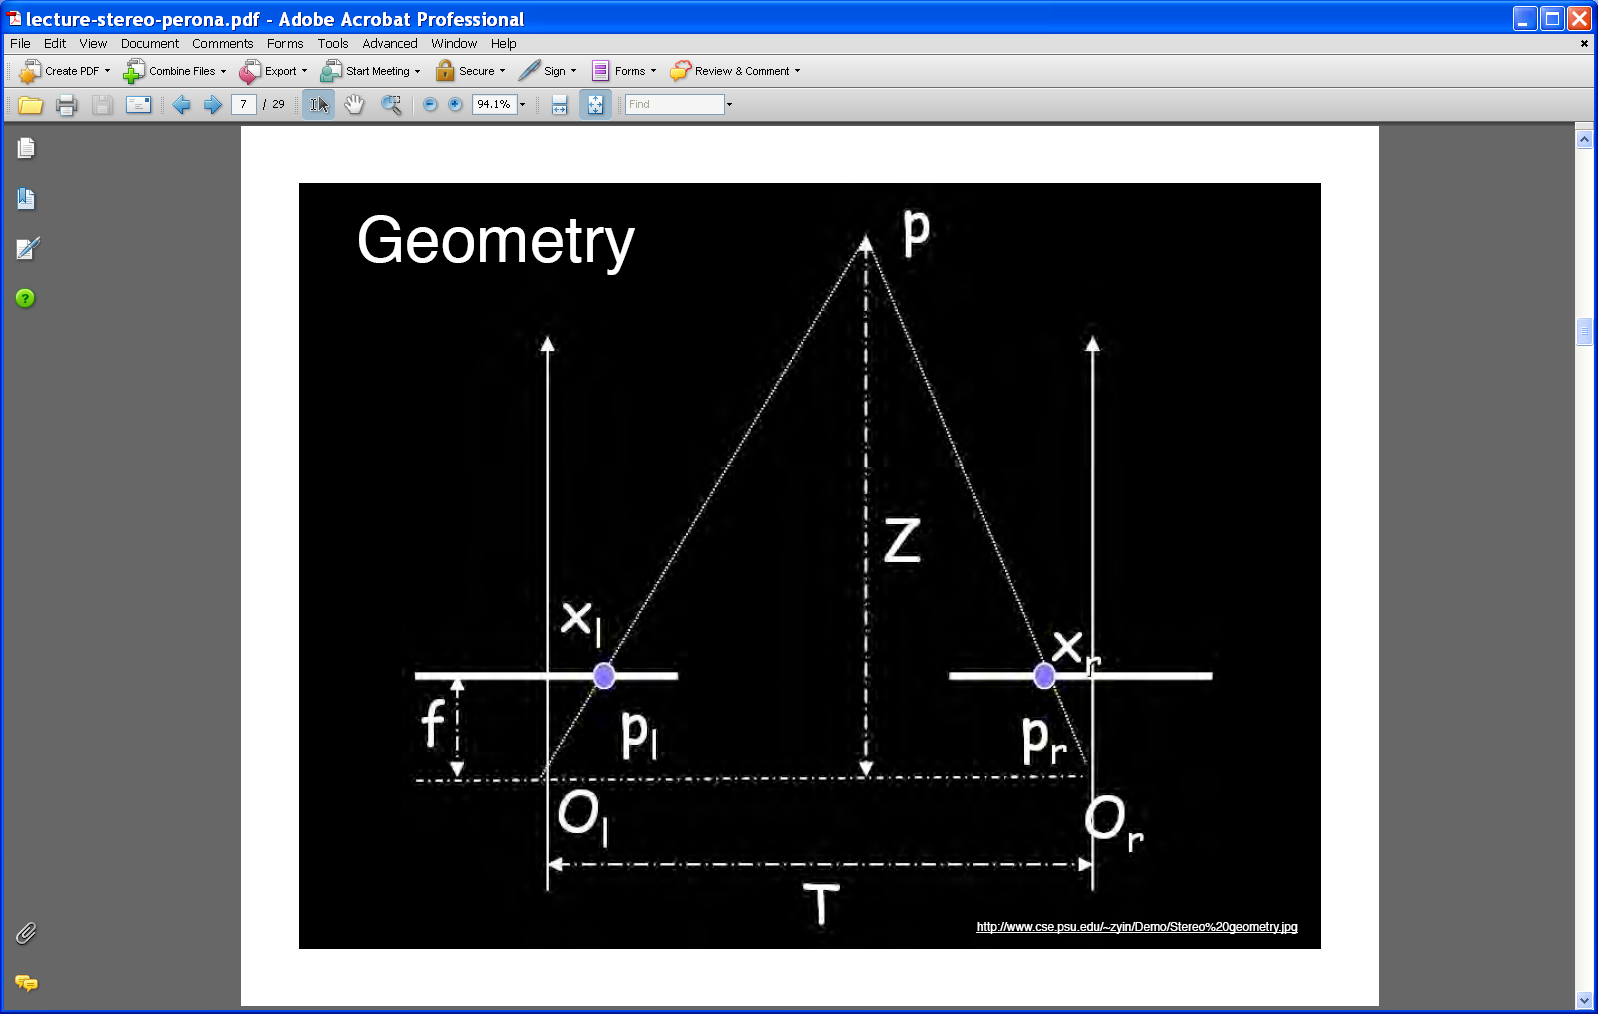 lecture-stereo-perona.pdf - Adobe Acrobat Professional
File Edit View Document Comments Forms Tools Advanced Window Help
Create PDF Combine Files Export Start Meeting Secure Sign Forms Review & Comment
7 / 29 94.1% Find
Geometry
p
Z
xl
xr
f
pl
pr
Ol
Or
T
http://www.cse.psu.edu/~zyin/Demo/Stereo%20geometry.jpg